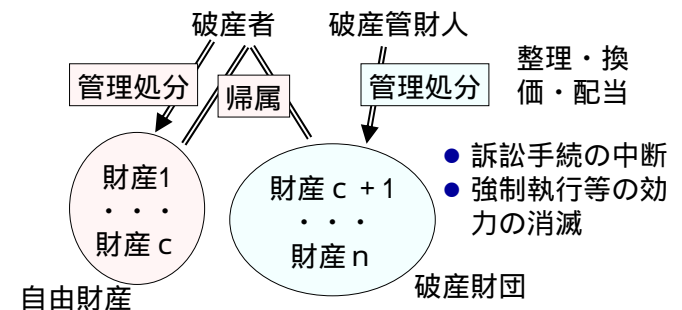 破産者
破産管財人
管理処分
帰属
管理処分
整理・換
価・配当
財産1
・・・
財産c
自由財産
財産c+1
・・・
財産n
破産財団
● 訴訟手続の中断
● 強制執行等の効
力の消滅